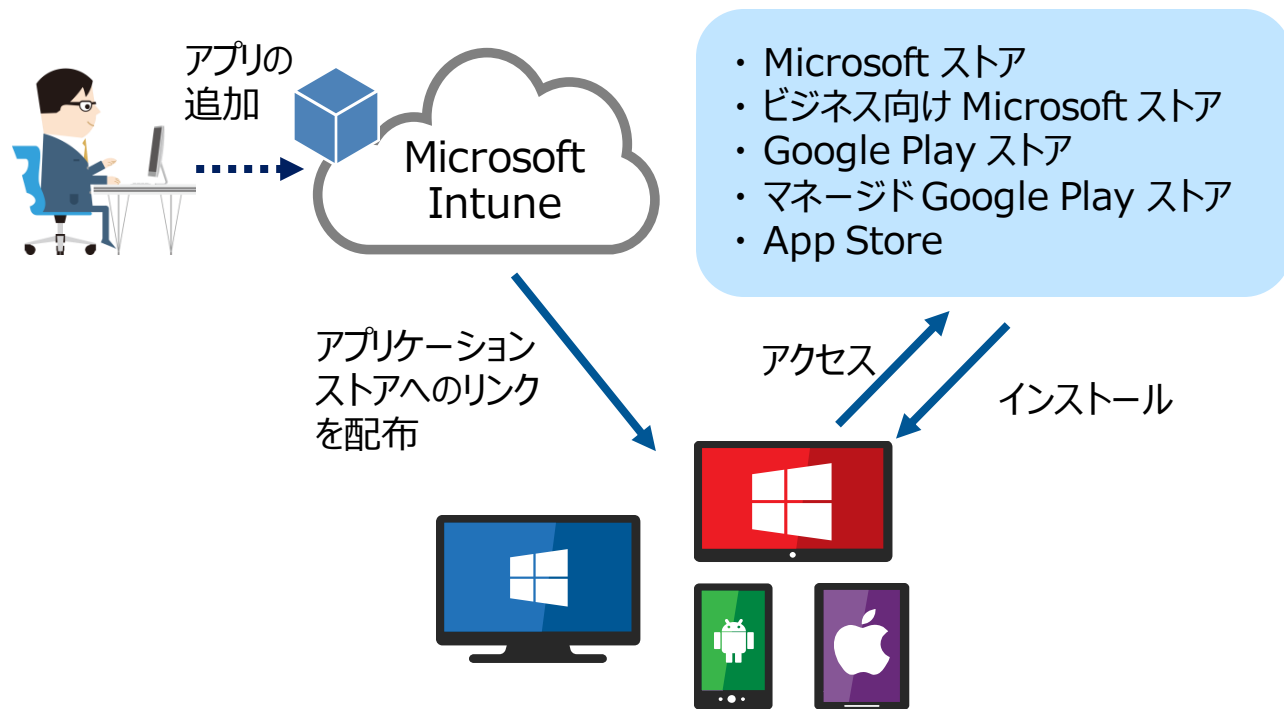 アプリの
追加
Microsoft
Intune
・ Microsoft ストア
・ ビジネス向け Microsoft ストア
・ Google Play ストア
・ マネージド Google Play ストア
・ App Store
アプリケーション
ストアへのリンク
を配布
アクセス
インストール